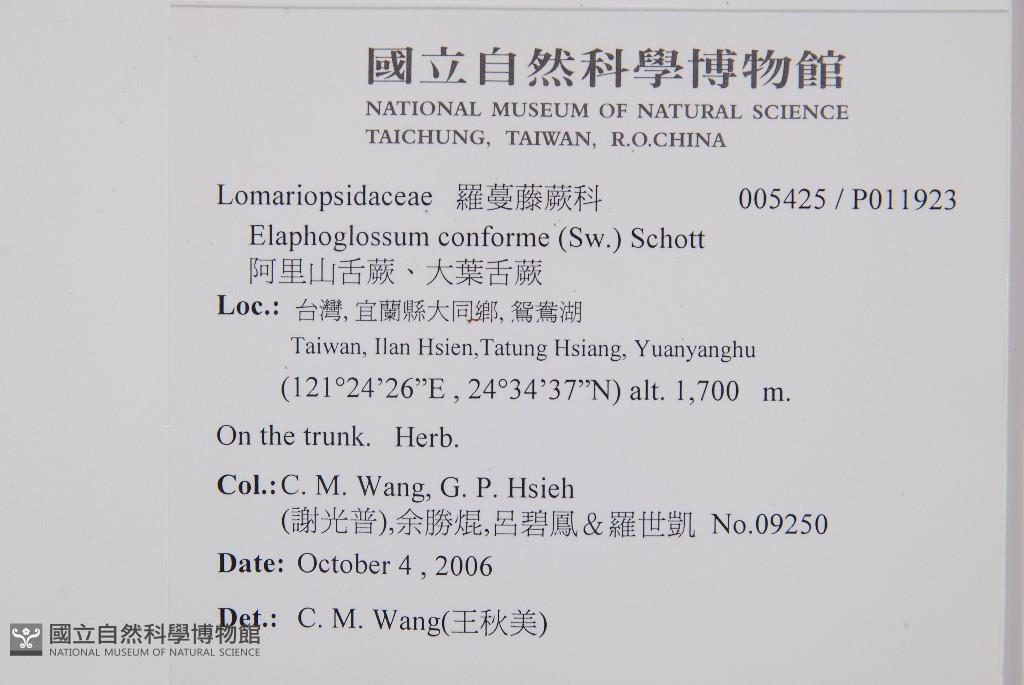 國立自然科學博物館
NATIONAL MUSEUM OF NATURAL SCIENCE
TAICHUNG, TAIWAN, R.O.CHINA
Lomariopsidaceae 羅蔓藤蕨科 005425 / P011923
Elaphoglossum conforme (Sw.) Schott
阿里山舌蕨、大葉舌蕨
Loc.: 台灣, 宜蘭縣大同鄉, 鴛鴦湖
Taiwan, Ilan Hsien,Tatung Hsiang, Yuanyanghu
(121°24’26”E , 24°34’37”N) alt. 1,700 m.
On the trunk. Herb.
Col.: C. M. Wang, G. P. Hsieh
(謝光普),余勝焜,呂碧鳳&羅世凱 No.09250
Date: October 4 , 2006
Det.: C. M. Wang(王秋美)
國立自然科學博物館
NATIONAL MUSEUM OF NATURAL SCIENCE